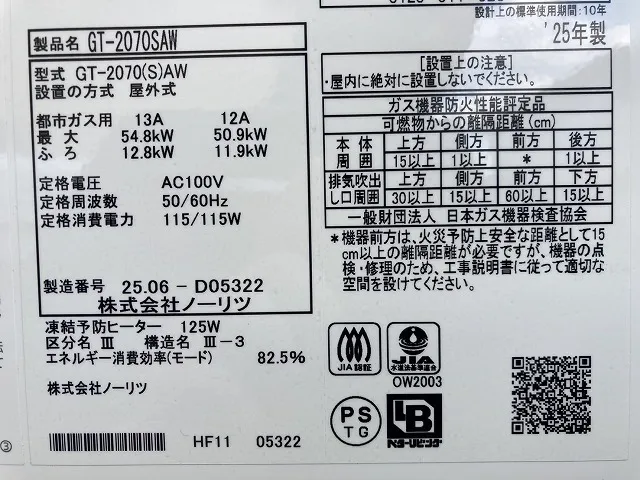 設計上の標準使用期間:10年
'25年製
製品名 GT-2070SAW
型式 GT-2070(S)AW
設置の方式 屋外式
都市ガス用 13A 12A
最大 54.8kW 50.9kW
ふろ 12.8kW 11.9kW
定格電圧 AC100V
定格周波数 50/60Hz
定格消費電力 115/115W
製造番号 25.06-D05322
株式会社ノーリツ
凍結予防ヒーター 125W
区分名 Ⅲ 構造名 Ⅲ-3
エネルギー消費効率(モード) 82.5%
株式会社ノーリツ
HF11 05322
③
[設置上の注意]
・屋内に絶対に設置しないでください。
ガス機器防火性能評定品
可燃物からの離隔距離(cm)
本体周囲 上方 側方 前方 後方
15以上 1以上 * 1以上
排気吹出し口周囲 上方 側方 前方 下方
30以上 15以上 60以上 15以上
一般財団法人 日本ガス機器検査協会
*機器前方は、火災予防上安全な距離として15
cm以上の離隔距離が必要ですが、機器の点
検・修理のため、工事説明書に従って適切な
空間を設けてください。
JIA認証
JIA
水道法基準適合
OW2003
PS
TG
BL
ベターリビング